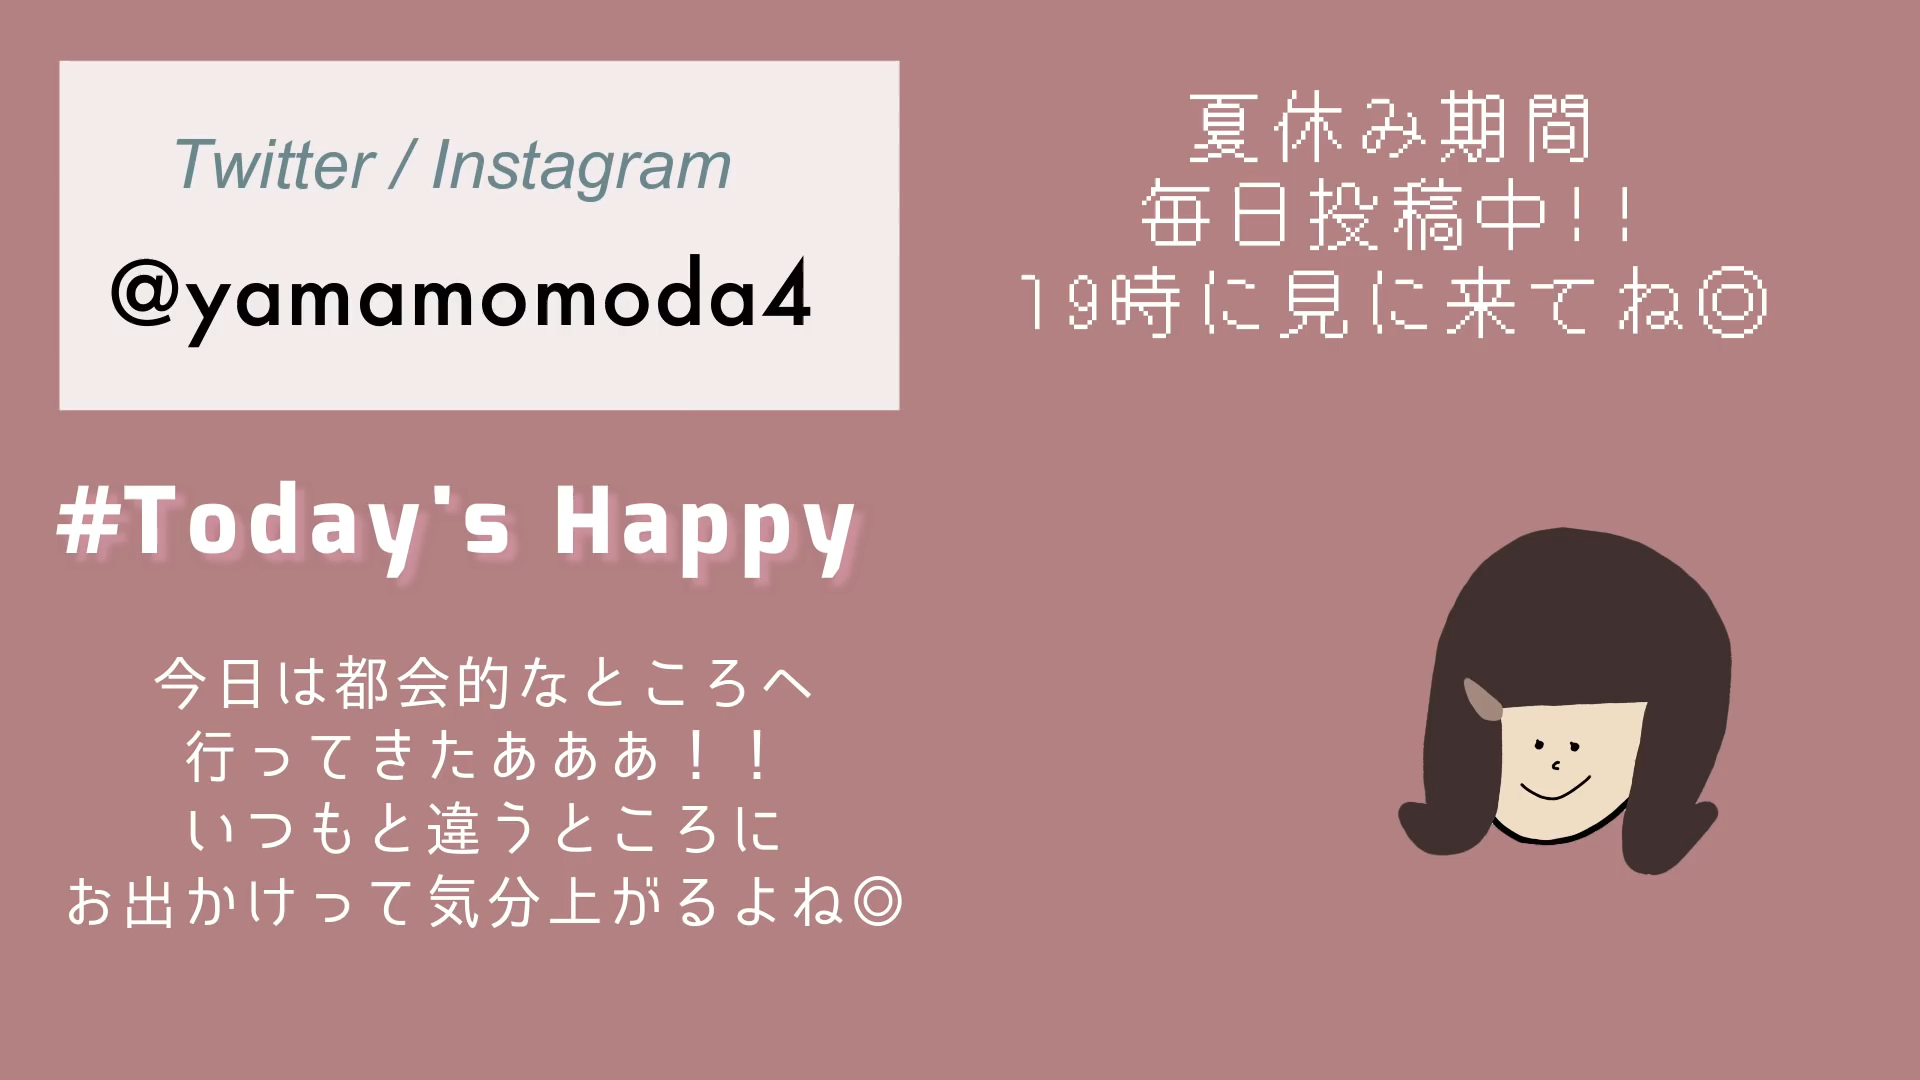 Twitter / Instagram
@yamamomoda4
夏休み期間
毎日投稿中!!
19時に見に来てね◎
#Today's Happy
今日は都会的なところへ
行ってきたあああ！！
いつもと違うところに
お出かけって気分上がるよね◎